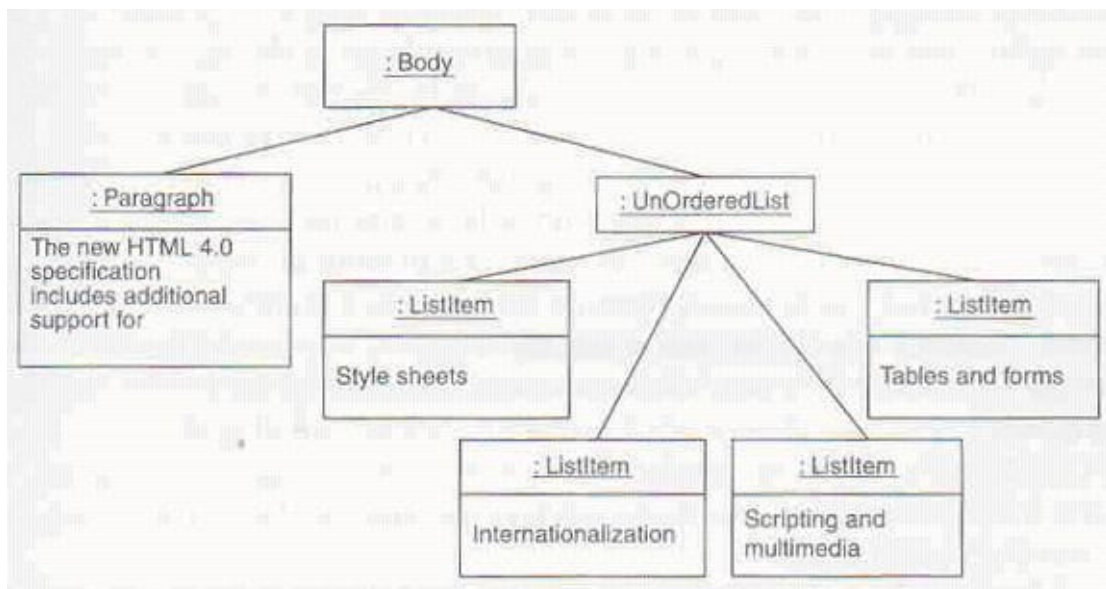 : Body
: Paragraph
The new HTML 4.0
specification
includes additional
support for
: UnOrderedList
: ListItem
Style sheets
: ListItem
Tables and forms
: ListItem
Internationalization
: ListItem
Scripting and
multimedia